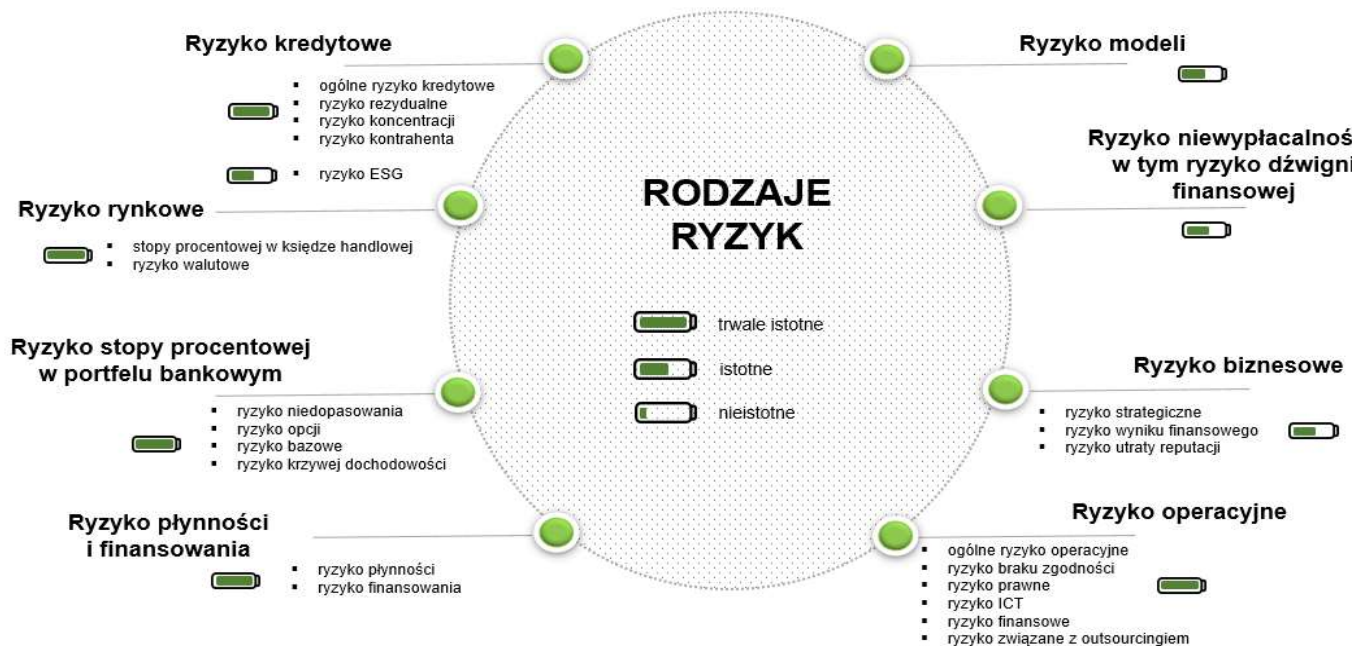 Ryzyko kredytowe
▪ ogólne ryzyko kredytowe
▪ ryzyko rezydualne
▪ ryzyko koncentracji
▪ ryzyko kontrahenta
▪ ryzyko ESG
Ryzyko rynkowe
▪ stopy procentowej w księdze handlowej
▪ ryzyko walutowe
Ryzyko stopy procentowej
w portfelu bankowym
▪ ryzyko niedopasowania
▪ ryzyko opcji
▪ ryzyko bazowe
▪ ryzyko krzywej dochodowości
Ryzyko płynności
i finansowania
▪ ryzyko płynności
▪ ryzyko finansowania
RODZAJE
RYZYK
trwale istotne
istotne
nieistotne
Ryzyko modeli
Ryzyko niewypłacalnoś
w tym ryzyko dźwigni
finansowej
Ryzyko biznesowe
▪ ryzyko strategiczne
▪ ryzyko wyniku finansowego
▪ ryzyko utraty reputacji
Ryzyko operacyjne
▪ ogólne ryzyko operacyjne
▪ ryzyko braku zgodności
▪ ryzyko prawne
▪ ryzyko ICT
▪ ryzyko finansowe
▪ ryzyko związane z outsourcingiem